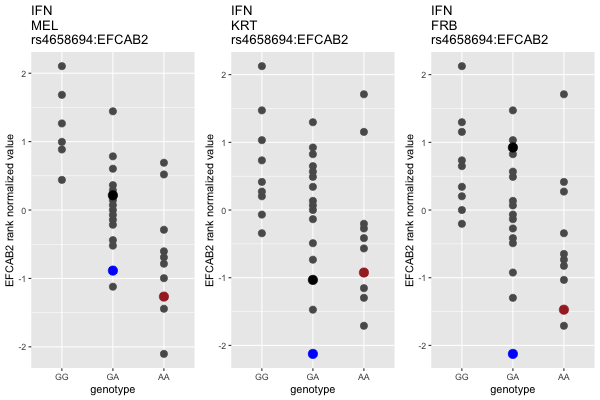 IFN
MEL
rs4658694:EFCAB2
EFCAB2 rank normalized value
2
1
0
-1
-2
GG
GA
AA
genotype
IFN
KRT
rs4658694:EFCAB2
EFCAB2 rank normalized value
2
1
0
-1
-2
GG
GA
AA
genotype
IFN
FRB
rs4658694:EFCAB2
EFCAB2 rank normalized value
2
1
0
-1
-2
GG
GA
AA
genotype